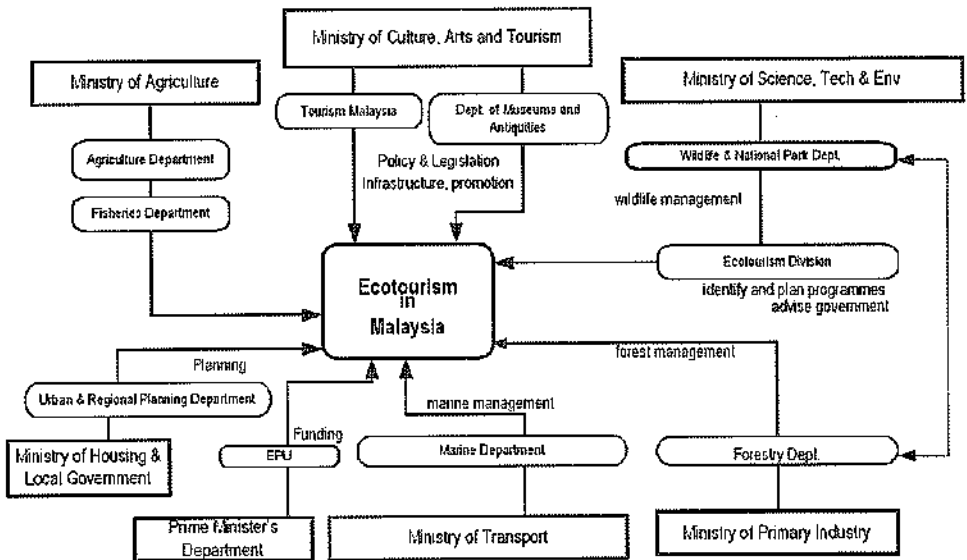 Ministry of Culture, Arts and Tourism
Ministry of Agriculture
Ministry of Science, Tech & Env
Tourism Malaysia
Dept. of Museums and
Antiquities
Agriculture Department
Wildlife & National Park Dept.
Policy & Legislation
Infrastructure, promotion
Fisheries Department
wildlife management
Ecotourism Division
identify and plan programmes
advise government
Ecotourism
in
Malaysia
Planning
forest management
Urban & Regional Planning Department
marine management
Funding
EPU
Marine Department
Forestry Dept.
Ministry of Housing &
Local Government
Prime Minister's
Department
Ministry of Transport
Ministry of Primary Industry